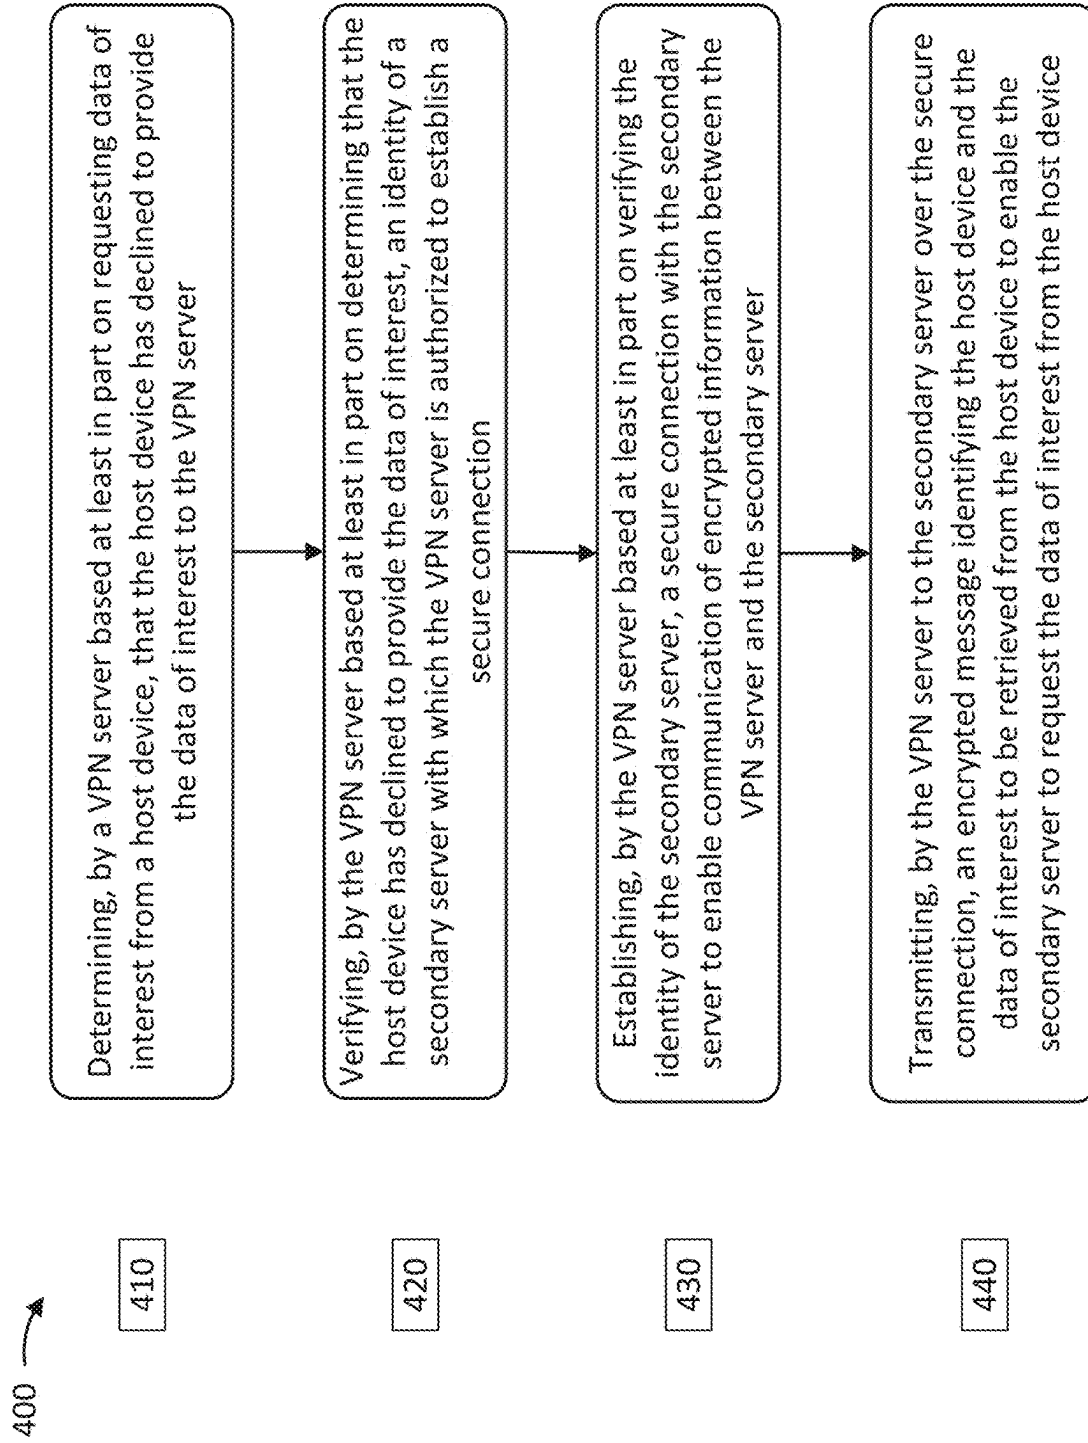 400
410
Determining, by a VPN server based at least in part on requesting data of
interest from a host device, that the host device has declined to provide
the data of interest to the VPN server
420
Verifying, by the VPN server based at least in part on determining that the
host device has declined to provide the data of interest, an identity of a
secondary server with which the VPN server is authorized to establish a
secure connection
430
Establishing, by the VPN server based at least in part on verifying the
identity of the secondary server, a secure connection with the secondary
server to enable communication of encrypted information between the
VPN server and the secondary server
440
Transmitting, by the VPN server to the secondary server over the secure
connection, an encrypted message identifying the host device and the
data of interest to be retrieved from the host device to enable the
secondary server to request the data of interest from the host device